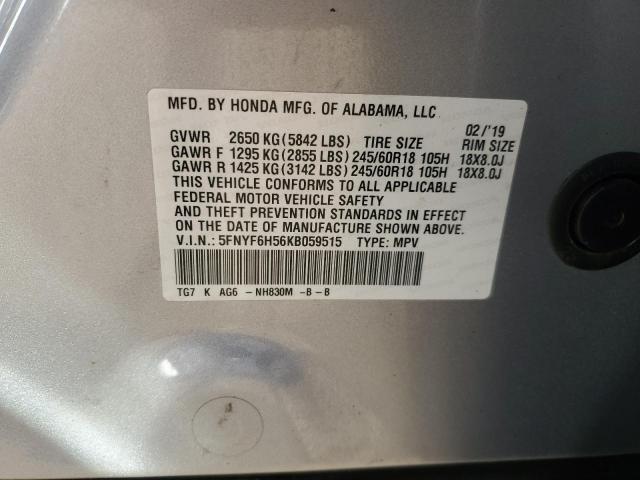 MFD. BY HONDA MFG. OF ALABAMA, LLC
02/'19
GVWR 2650 KG(5842 LBS) TIRE SIZE RIM SIZE
GAWR F 1295 KG(2855 LBS) 245/60R18 105H 18X8.0J
GAWR R 1425 KG(3142 LBS) 245/60R18 105H 18X8.0J
THIS VEHICLE CONFORMS TO ALL APPLICABLE
FEDERAL MOTOR VEHICLE SAFETY
AND THEFT PREVENTION STANDARDS IN EFFECT
ON THE DATE OF MANUFACTURE SHOWN ABOVE.
V.I.N.: 5FNYF6H56KB059515 TYPE: MPV
TG7 K AG6 -NH830M -B-B